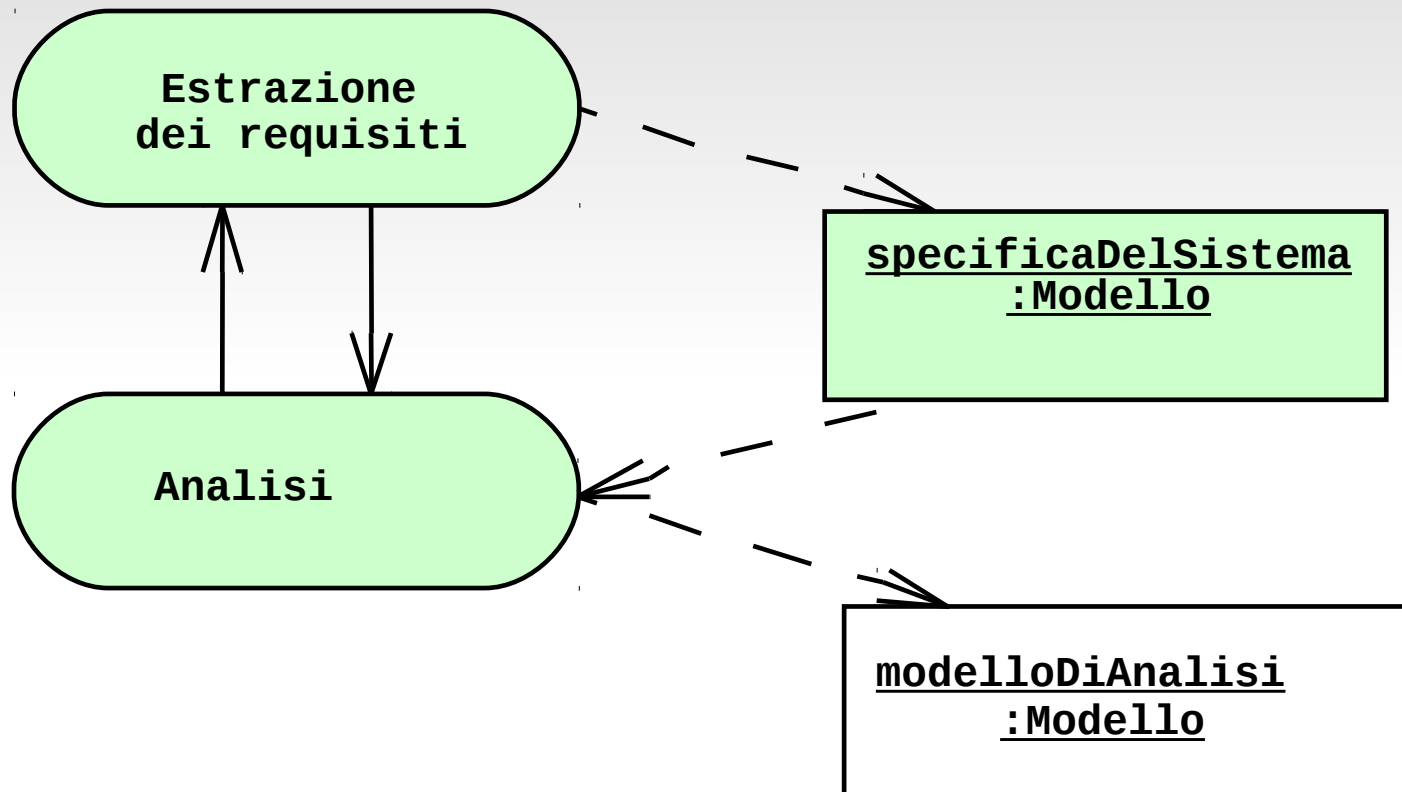 Estrazione
dei requisiti
specificaDelSistema
:Modello
Analisi
modelloDiAnalisi
:Modello